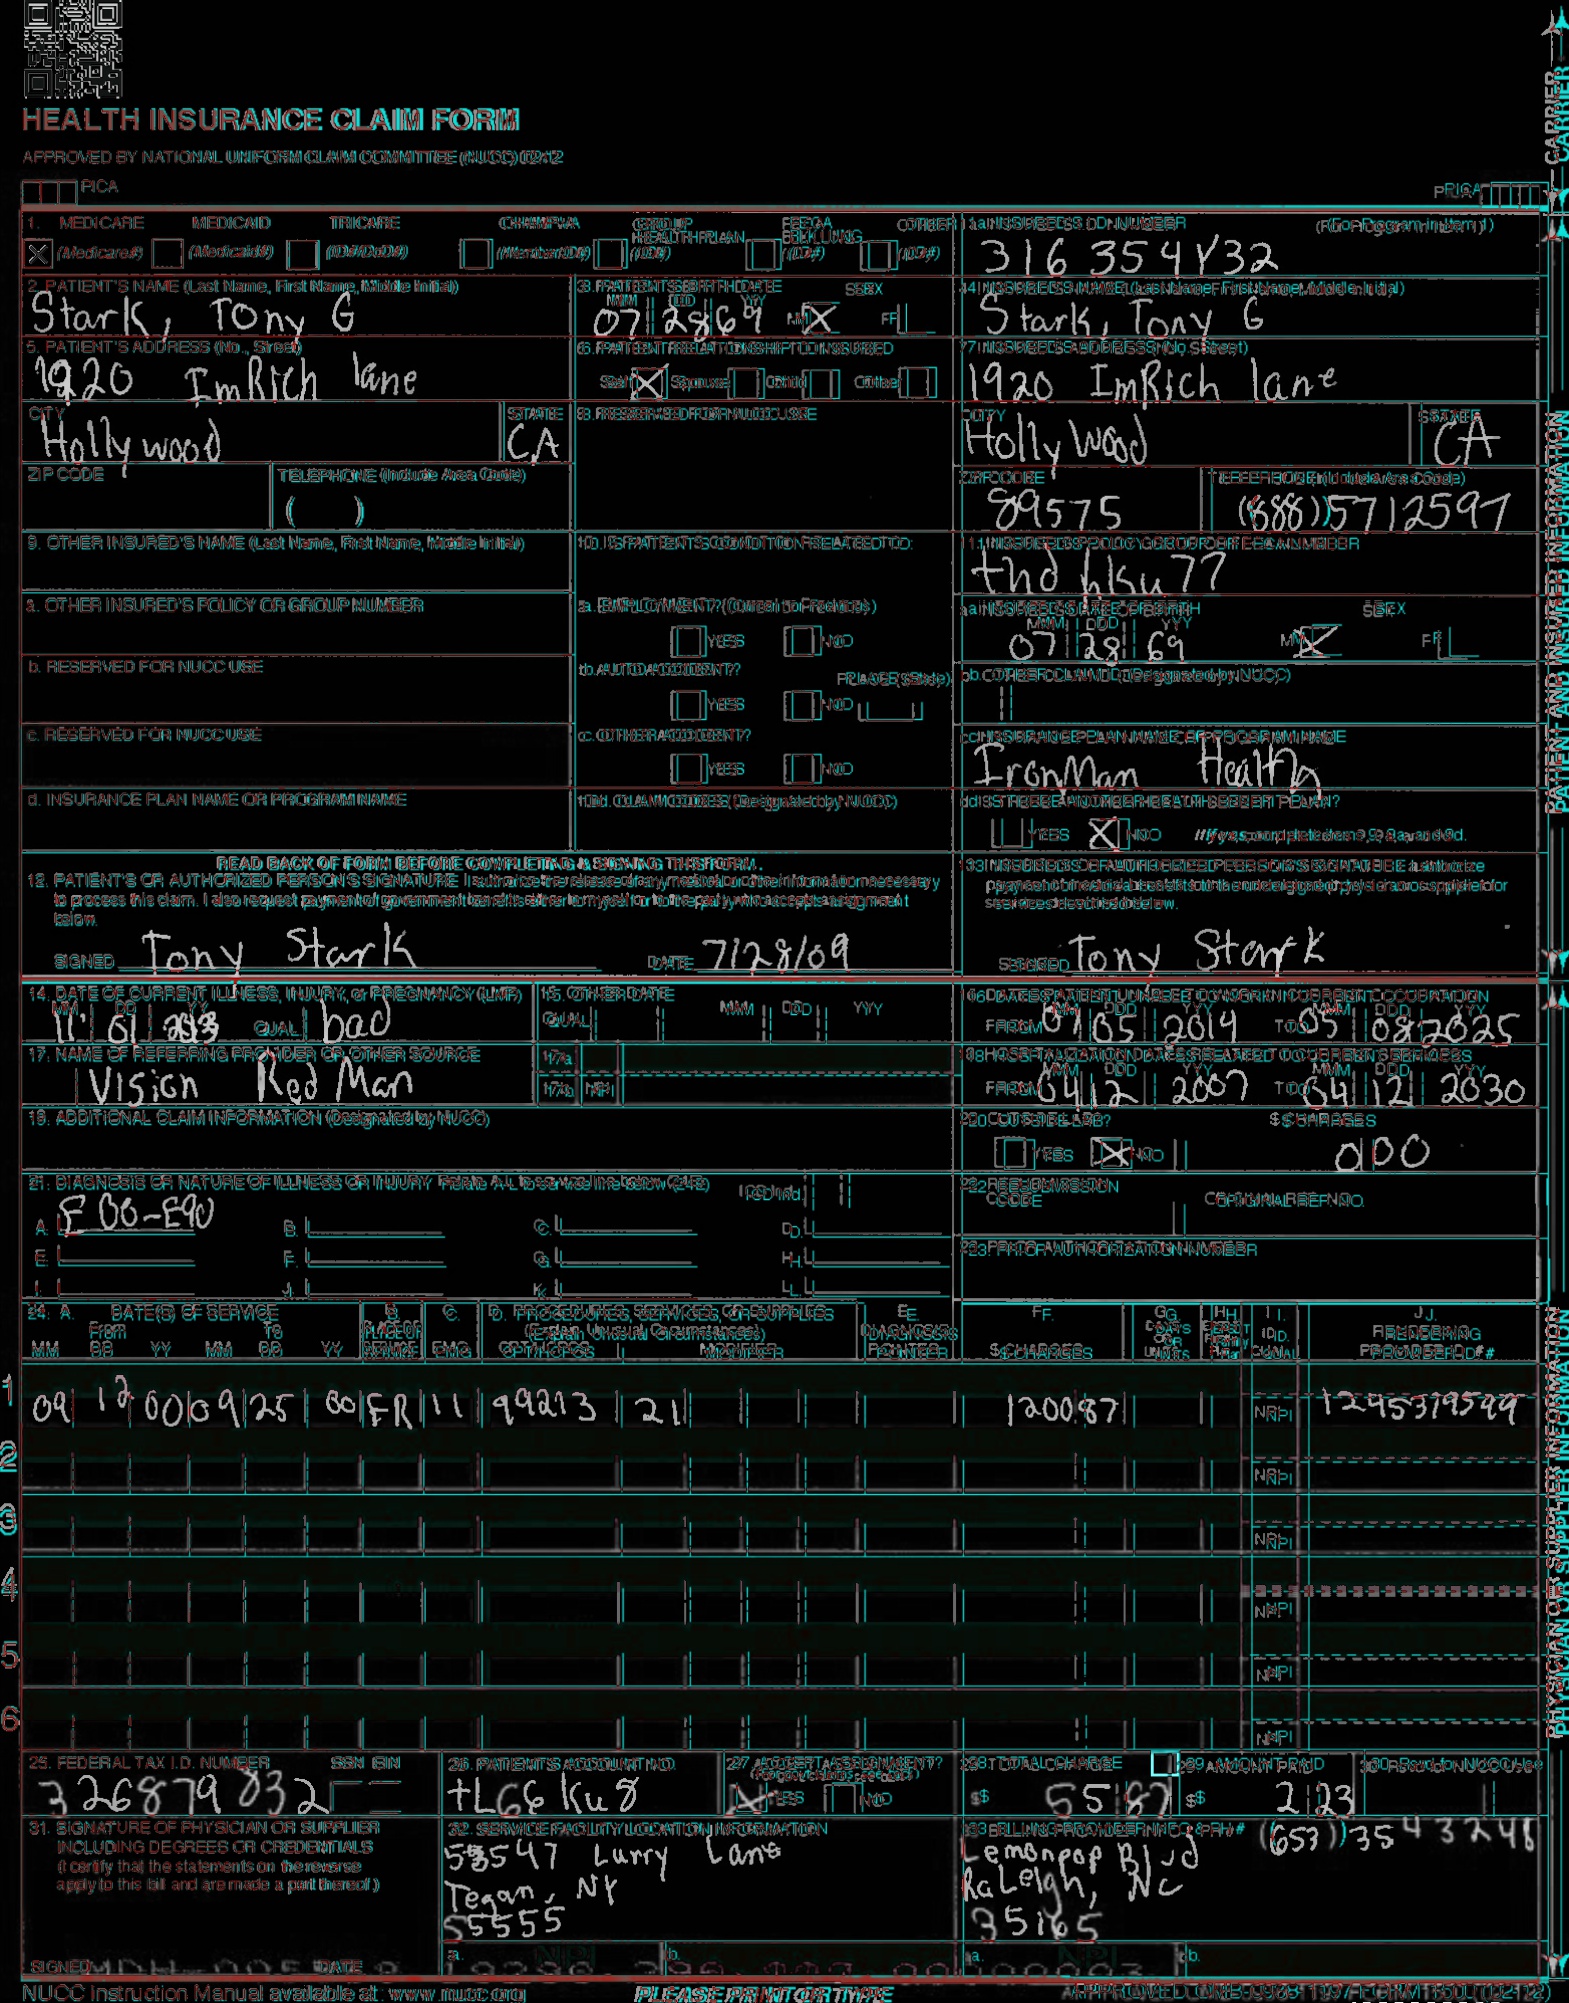 HEALTH INSURANCE CLAIM FORM
APPROVED BY NATIONAL UNIFORM CLAIM COMMITTEE (NUCC) 02/12
PICA PICA
CARRIER
1. MEDICARE MEDICAID TRICARE CHAMPVA GROUP HEALTH PLAN FECA BLK LUNG OTHER
(Medicare#) (Medicaid#) (ID#/DoD#) (Member ID#) (ID#) (ID#) (ID#)
1a. INSURED'S I.D. NUMBER (For Program in Item 1)
316 354Y32
2. PATIENT'S NAME (Last Name, First Name, Middle Initial)
Stark, Tony G
3. PATIENT'S BIRTH DATE SEX
MM DD YY
07 28 69 M X F
4. INSURED'S NAME (Last Name, First Name, Middle Initial)
Stark, Tony G
5. PATIENT'S ADDRESS (No., Street)
1920 ImRich lane
6. PATIENT RELATIONSHIP TO INSURED
Self X Spouse Child Other
7. INSURED'S ADDRESS (No., Street)
1920 ImRich lane
CITY STATE
Hollywood CA
8. RESERVED FOR NUCC USE
CITY STATE
Hollywood CA
ZIP CODE TELEPHONE (Include Area Code)
( )
ZIP CODE TELEPHONE (Include Area Code)
89575 (888) 5712597
9. OTHER INSURED'S NAME (Last Name, First Name, Middle Initial)
10. IS PATIENT'S CONDITION RELATED TO:
11. INSURED'S POLICY GROUP OR FECA NUMBER
thd hksu77
a. OTHER INSURED'S POLICY OR GROUP NUMBER
a. EMPLOYMENT? (Current or Previous)
YES NO
a. INSURED'S DATE OF BIRTH SEX
MM DD YY
07 28 69 M X F
b. RESERVED FOR NUCC USE
b. AUTO ACCIDENT? PLACE (State)
YES NO
b. OTHER CLAIM ID (Designated by NUCC)
c. RESERVED FOR NUCC USE
c. OTHER ACCIDENT?
YES NO
c. INSURANCE PLAN NAME OR PROGRAM NAME
IronMan Health
d. INSURANCE PLAN NAME OR PROGRAM NAME
10d. CLAIM CODES (Designated by NUCC)
d. IS THERE ANOTHER HEALTH BENEFIT PLAN?
YES X NO If yes, complete items 9, 9a, and 9d.
READ BACK OF FORM BEFORE COMPLETING & SIGNING THIS FORM.
12. PATIENT'S OR AUTHORIZED PERSON'S SIGNATURE I authorize the release of any medical or other information necessary
to process this claim. I also request payment of government benefits either to myself or to the party who accepts assignment
below.
SIGNED Tony Stark DATE 7/28/09
13. INSURED'S OR AUTHORIZED PERSON'S SIGNATURE I authorize
payment of medical benefits to the undersigned physician or supplier for
services described below.
SIGNED Tony Stark
PATIENT AND INSURED INFORMATION
14. DATE OF CURRENT ILLNESS, INJURY, or PREGNANCY (LMP)
MM DD YY
11 01 2013 QUAL. bad
15. OTHER DATE
QUAL. MM DD YY
16. DATES PATIENT UNABLE TO WORK IN CURRENT OCCUPATION
MM DD YY MM DD YY
FROM 07 05 2019 TO 05 08 2025
17. NAME OF REFERRING PROVIDER OR OTHER SOURCE
Vision Red Man
17a.
17b. NPI
18. HOSPITALIZATION DATES RELATED TO CURRENT SERVICES
MM DD YY MM DD YY
FROM 04 12 2007 TO 04 12 2030
19. ADDITIONAL CLAIM INFORMATION (Designated by NUCC)
20. OUTSIDE LAB? $ CHARGES
YES X NO 000
21. DIAGNOSIS OR NATURE OF ILLNESS OR INJURY Relate A-L to service line below (24E) ICD Ind.
A. E00-E90 B. C. D.
E. F. G. H.
I. J. K. L.
22. RESUBMISSION CODE ORIGINAL REF. NO.
23. PRIOR AUTHORIZATION NUMBER
24. A. DATE(S) OF SERVICE B. C. D. PROCEDURES, SERVICES, OR SUPPLIES E. F. G. H. I. J.
From To PLACE OF (Explain Unusual Circumstances) DIAGNOSIS DAYS OR EPSDT ID. RENDERING
MM DD YY MM DD YY SERVICE EMG CPT/HCPCS MODIFIER POINTER $ CHARGES UNITS QUAL. PROVIDER ID. #
1 09 12 00 09 25 00 ER 11 99213 21 1200 87 NPI 1295379599
2 NPI
3 NPI
4 NPI
5 NPI
6 NPI
PHYSICIAN OR SUPPLIER INFORMATION
25. FEDERAL TAX I.D. NUMBER SSN EIN
326879832
26. PATIENT'S ACCOUNT NO.
tLG6ku8
27. ACCEPT ASSIGNMENT?
(For govt. claims, see back)
X YES NO
28. TOTAL CHARGE
$ 55 87
29. AMOUNT PAID
$ 2 23
30. Rsvd for NUCC Use
31. SIGNATURE OF PHYSICIAN OR SUPPLIER
INCLUDING DEGREES OR CREDENTIALS
(I certify that the statements on the reverse
apply to this bill and are made a part thereof.)
SIGNED DATE
32. SERVICE FACILITY LOCATION INFORMATION
58547 Lurry Lane
Tegan, NY
55555
a. b.
33. BILLING PROVIDER INFO & PH # (653) 3543248
Lemonpop Blvd
Raleigh, NC
35165
a. b.
NUCC Instruction Manual available at: www.nucc.org
PLEASE PRINT OR TYPE
APPROVED OMB-0938-1197 FORM 1500 (02-12)